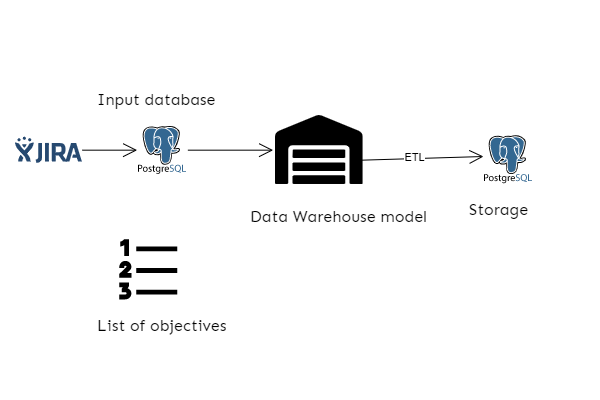 Input database
JIRA
PostgreSQL
ETL
PostgreSQL
Data Warehouse model
Storage
1
2
3
List of objectives